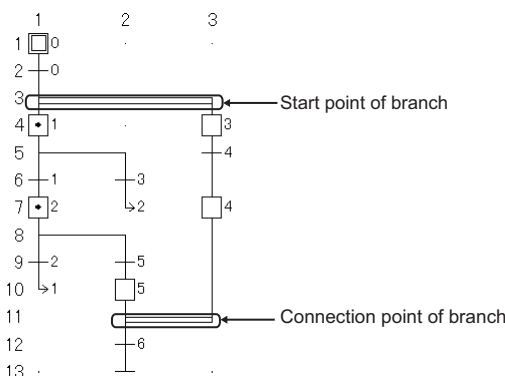 1 2 3
1 0
2 0
3 Start point of branch
4 1 3
5 4
6 1 3
7 2 2 4
8
9 2 5
10 1 5
11 Connection point of branch
12 6
13